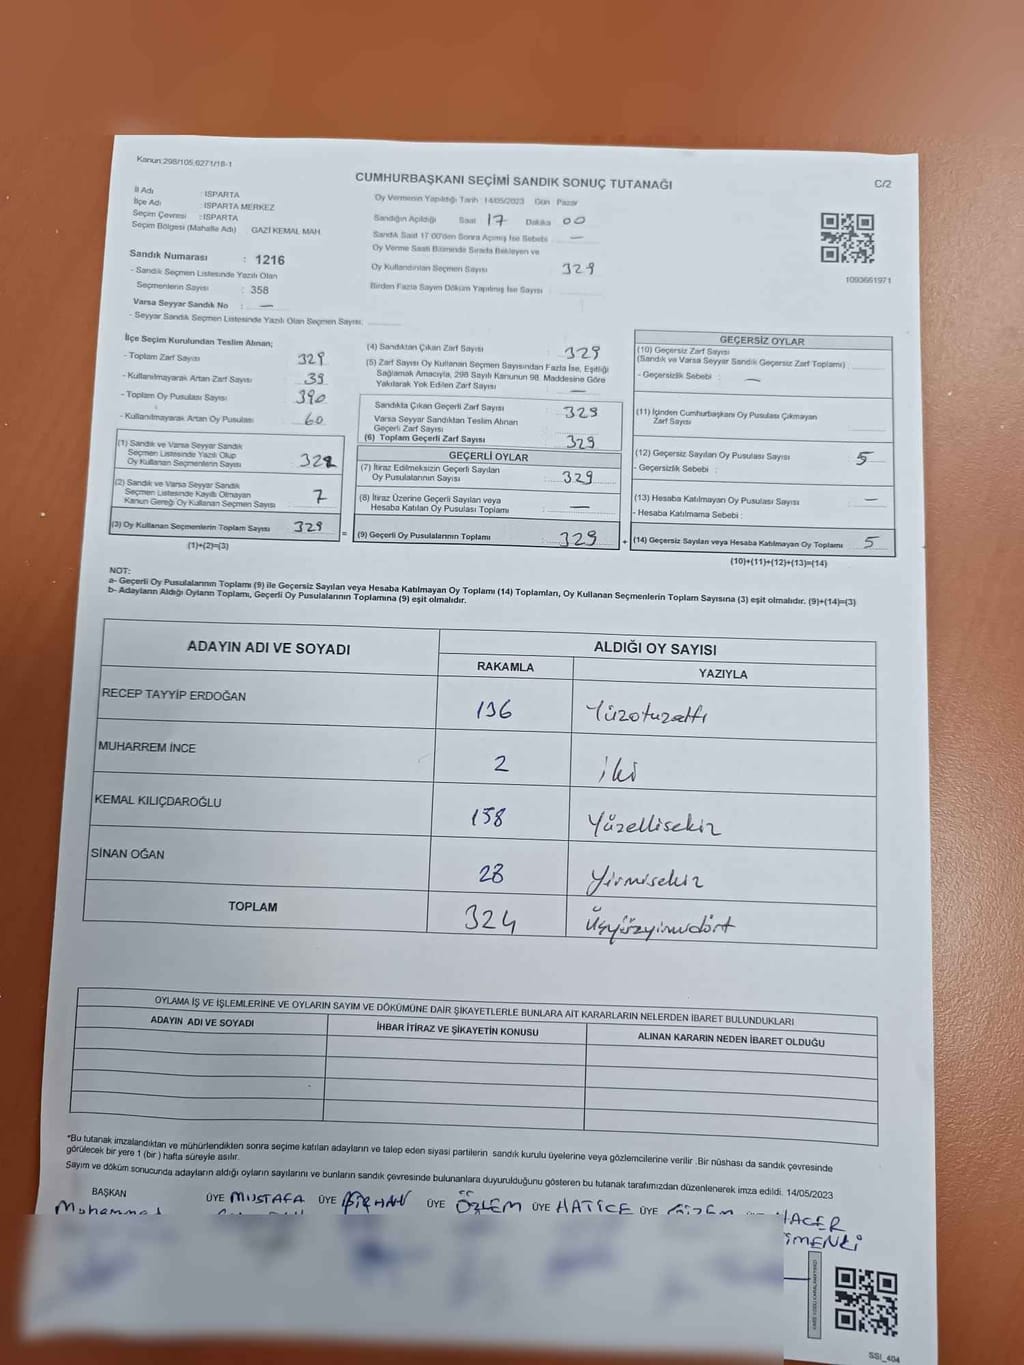 Kanun:298/105;6271/18-1
CUMHURBAŞKANI SEÇİMİ SANDIK SONUÇ TUTANAĞI
C/2
İl Adı : ISPARTA
İlçe Adı : ISPARTA MERKEZ
Seçim Çevresi : ISPARTA
Seçim Bölgesi (Mahalle Adı) GAZİ KEMAL MAH.
Sandık Numarası : 1216
- Sandık Seçmen Listesinde Yazılı Olan
Seçmenlerin Sayısı : 358
Varsa Seyyar Sandık No : —
- Seyyar Sandık Seçmen Listesinde Yazılı Olan Seçmen Sayısı:
Oy Vermenin Yapıldığı Tarih 14/05/2023 Gün Pazar
Sandığın Açıldığı Saat 17 Dakika 00
Sandık Saat 17:00'den Sonra Açılmış İse Sebebi : —
Oy Verme Saati Bitiminde Sırada Bekleyen ve
Oy Kullandırılan Seçmen Sayısı 329
Birden Fazla Sayım Döküm Yapılmış İse Sayısı
1093661971
İlçe Seçim Kurulundan Teslim Alınan;
- Toplam Zarf Sayısı 329
- Kullanılmayarak Artan Zarf Sayısı 39
- Toplam Oy Pusulası Sayısı 390
- Kullanılmayarak Artan Oy Pusulası 60
(1) Sandık ve Varsa Seyyar Sandık
Seçmen Listesinde Yazılı Olup
Oy Kullanan Seçmenlerin Sayısı 322
(2) Sandık ve Varsa Seyyar Sandık
Seçmen Listesinde Kayıtlı Olmayan
Kanun Gereği Oy Kullanan Seçmen Sayısı 7
(3) Oy Kullanan Seçmenlerin Toplam Sayısı 329
(1)+(2)=(3)
(4) Sandıktan Çıkan Zarf Sayısı 329
(5) Zarf Sayısı Oy Kullanan Seçmen Sayısından Fazla İse, Eşitliği
Sağlamak Amacıyla, 298 Sayılı Kanunun 98. Maddesine Göre
Yakılarak Yok Edilen Zarf Sayısı —
Sandıkta Çıkan Geçerli Zarf Sayısı 329
Varsa Seyyar Sandıktan Teslim Alınan
Geçerli Zarf Sayısı
(6) Toplam Geçerli Zarf Sayısı 329
GEÇERLİ OYLAR
(7) İtiraz Edilmeksizin Geçerli Sayılan
Oy Pusulalarının Sayısı : 329
(8) İtiraz Üzerine Geçerli Sayılan veya
Hesaba Katılan Oy Pusulası Toplamı : —
= (9) Geçerli Oy Pusulalarının Toplamı : 329
GEÇERSİZ OYLAR
(10) Geçersiz Zarf Sayısı
(Sandık ve Varsa Seyyar Sandık Geçersiz Zarf Toplamı)
- Geçersizlik Sebebi : —
(11) İçinden Cumhurbaşkanı Oy Pusulası Çıkmayan
Zarf Sayısı
(12) Geçersiz Sayılan Oy Pusulası Sayısı 5
- Geçersizlik Sebebi :
(13) Hesaba Katılmayan Oy Pusulası Sayısı —
- Hesaba Katılmama Sebebi :
+ (14) Geçersiz Sayılan veya Hesaba Katılmayan Oy Toplamı 5
(10)+(11)+(12)+(13)=(14)
NOT:
a- Geçerli Oy Pusulalarının Toplamı (9) ile Geçersiz Sayılan veya Hesaba Katılmayan Oy Toplamı (14) Toplamları, Oy Kullanan Seçmenlerin Toplam Sayısına (3) eşit olmalıdır. (9)+(14)=(3)
b- Adayların Aldığı Oyların Toplamı, Geçerli Oy Pusulalarının Toplamına (9) eşit olmalıdır.
ADAYIN ADI VE SOYADI
ALDIĞI OY SAYISI
RAKAMLA YAZIYLA
RECEP TAYYİP ERDOĞAN 136 Yüzotuzaltı
MUHARREM İNCE 2 iki
KEMAL KILIÇDAROĞLU 158 Yüzellisekiz
SİNAN OĞAN 28 Yirmisekiz
TOPLAM 324 Üçyüzyirmidört
OYLAMA İŞ VE İŞLEMLERİNE VE OYLARIN SAYIM VE DÖKÜMÜNE DAİR ŞİKAYETLERLE BUNLARA AİT KARARLARIN NELERDEN İBARET BULUNDUKLARI
ADAYIN ADI VE SOYADI İHBAR İTİRAZ VE ŞİKAYETİN KONUSU ALINAN KARARIN NEDEN İBARET OLDUĞU
*Bu tutanak imzalandıktan ve mühürlendikten sonra seçime katılan adayların ve talep eden siyasi partilerin sandık kurulu üyelerine veya gözlemcilerine verilir .Bir nüshası da sandık çevresinde
görülecek bir yere 1 (bir ) hafta süreyle asılır.
Sayım ve döküm sonucunda adayların aldığı oyların sayılarını ve bunların sandık çevresinde bulunanlara duyurulduğunu gösteren bu tutanak tarafımızdan düzenlenerek imza edildi. 14/05/2023
BAŞKAN ÜYE MUSTAFA ÜYE BİRHAN ÜYE ÖZLEM ÜYE HATİCE ÜYE GİZEM HACER
Muhammed
SSİ_404